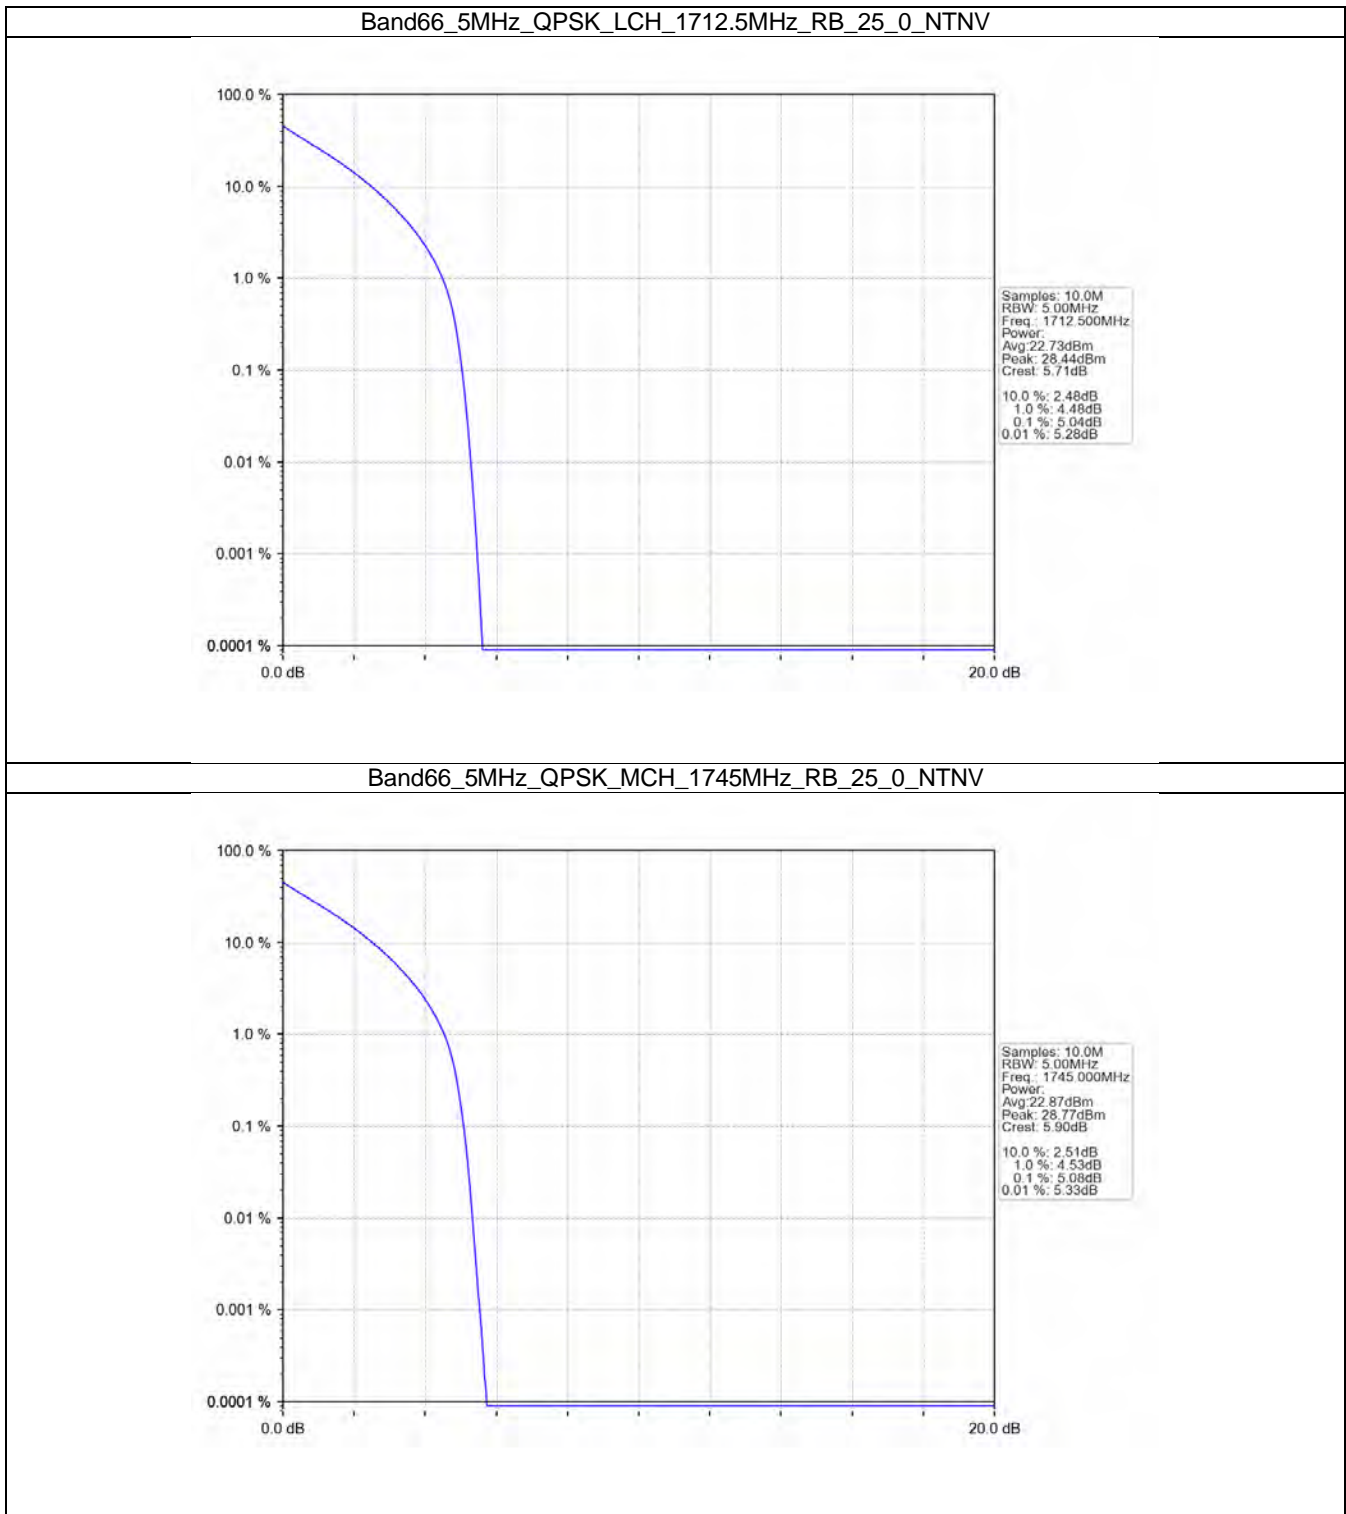 Band66_5MHz_QPSK_LCH_1712.5MHz_RB_25_0_NTNV
100.0 %
10.0 %
1.0 %
0.1 %
0.01 %
0.001 %
0.0001 %
0.0 dB
20.0 dB
Samples: 10.0M
RBW: 5.00MHz
Freq.: 1712.500MHz
Power:
Avg:22.73dBm
Peak: 28.44dBm
Crest: 5.71dB
10.0 %: 2.48dB
1.0 %: 4.48dB
0.1 %: 5.04dB
0.01 %: 5.28dB
Band66_5MHz_QPSK_MCH_1745MHz_RB_25_0_NTNV
100.0 %
10.0 %
1.0 %
0.1 %
0.01 %
0.001 %
0.0001 %
0.0 dB
20.0 dB
Samples: 10.0M
RBW: 5.00MHz
Freq.: 1745.000MHz
Power:
Avg:22.87dBm
Peak: 28.77dBm
Crest: 5.90dB
10.0 %: 2.51dB
1.0 %: 4.53dB
0.1 %: 5.08dB
0.01 %: 5.33dB